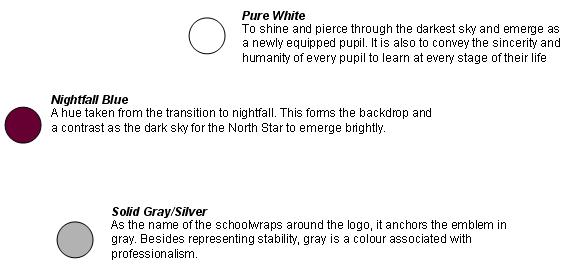 Pure White
To shine and pierce through the darkest sky and emerge as
a newly equipped pupil. It is also to convey the sincerity and
humanity of every pupil to learn at every stage of their life
Nightfall Blue
A hue taken from the transition to nightfall. This forms the backdrop and
a contrast as the dark sky for the North Star to emerge brightly.
Solid Gray/Silver
As the name of the schoolwraps around the logo, it anchors the emblem in
gray. Besides representing stability, gray is a colour associated with
professionalism.